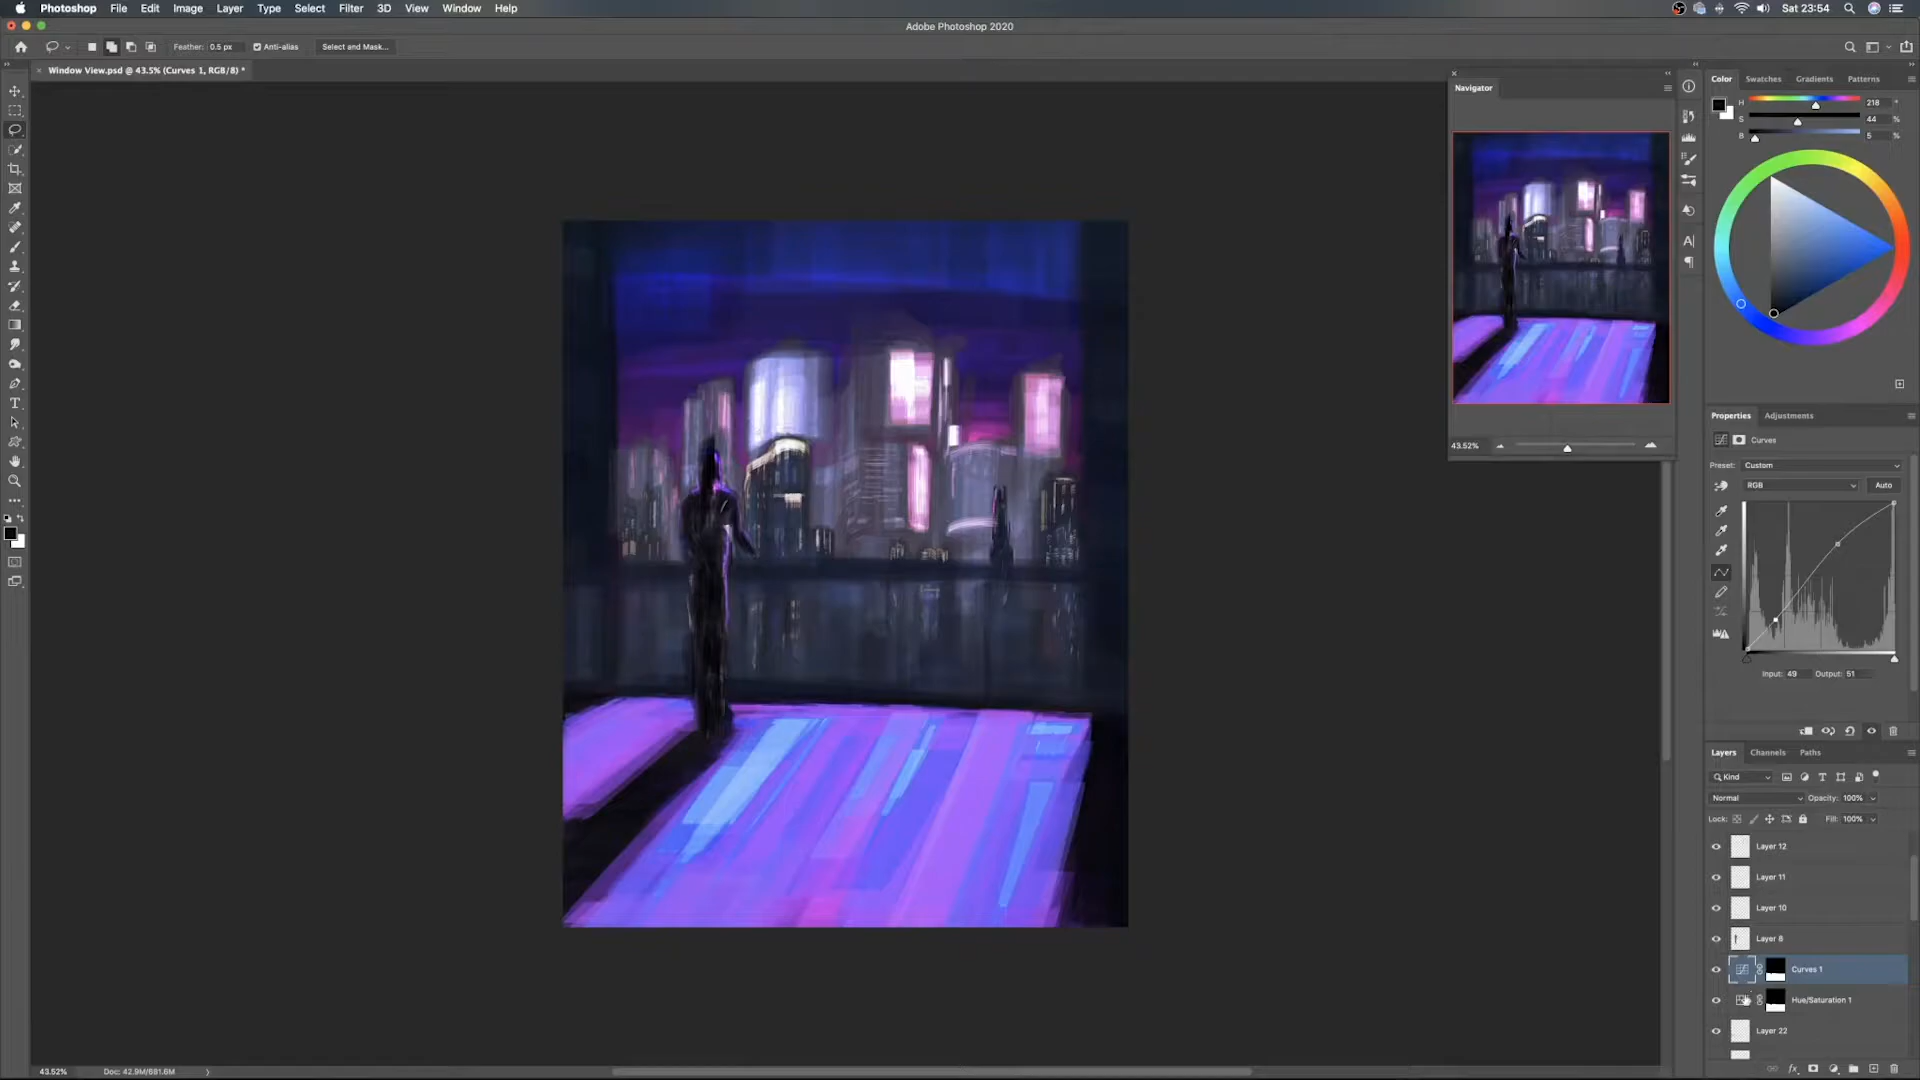 Photoshop File Edit Image Layer Type Select Filter 3D View Window Help Sat 23:54
Adobe Photoshop 2020
Feather: 0.5 px Anti-alias Select and Mask...
× Window View.psd @ 43.5% (Curves 1, RGB/8) *
Navigator
43.52%
Color Swatches Gradients Patterns
H 218 °
S 44 %
B 5 %
Properties Adjustments
Curves
Preset: Custom
RGB Auto
Input: 49 Output: 51
Layers Channels Paths
Kind
Normal Opacity: 100%
Lock: Fill: 100%
Layer 12
Layer 11
Layer 10
Layer 8
Curves 1
Hue/Saturation 1
Layer 22
43.52% Doc: 42.9M/691.6M